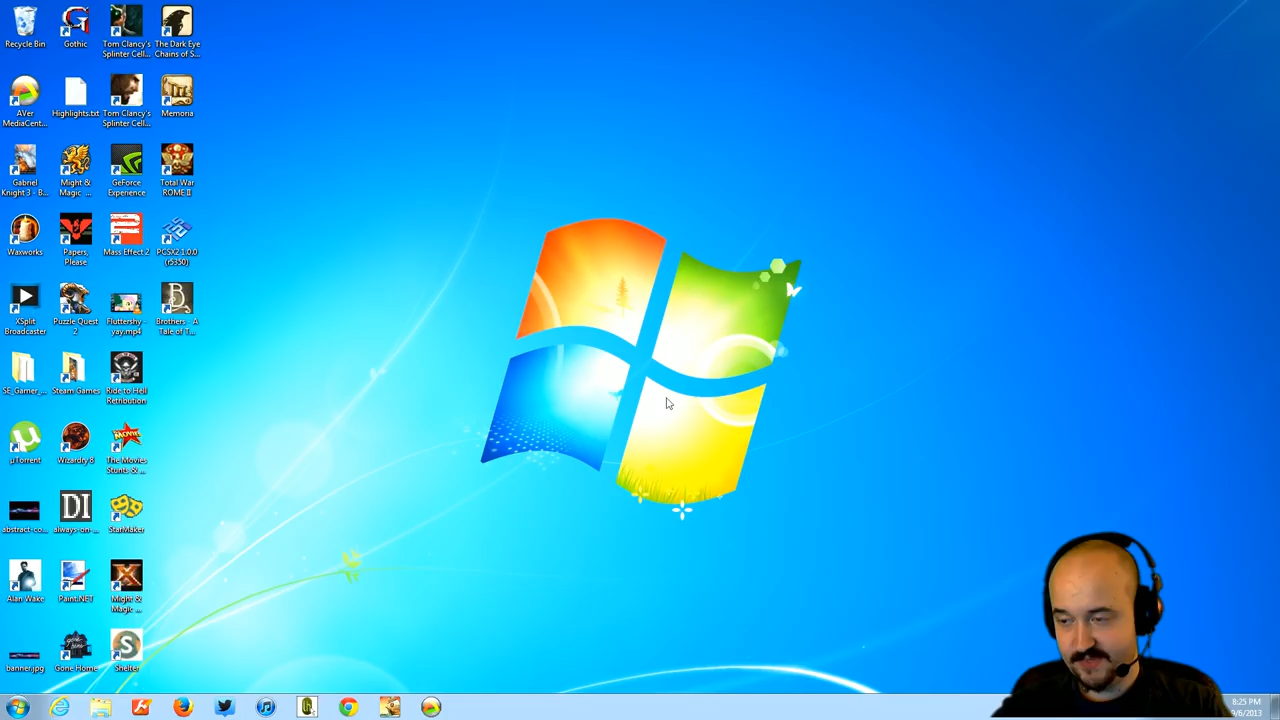 Recycle Bin
Gothic
Tom Clancy's
Splinter Cell...
The Dark Eye
Chains of S...
AVer
MediaCent...
Highlights.txt
Tom Clancy's
Splinter Cell...
Memoria
Gabriel
Knight 3 - B...
Might &
Magic ...
GeForce
Experience
Total War
ROME II
Waxworks
Papers,
Please
Mass Effect 2
PCSX2 1.0.0
(r5350)
XSplit
Broadcaster
Puzzle Quest
2
Fluttershy -
yay.mp4
Brothers - A
Tale of T...
SE_Gamer_...
Steam Games
Ride to Hell
Retribution
µTorrent
Wizardry 8
The Movies
Stunts & ...
abstract-co...
DI
always-on-...
StarMaker
Alan Wake
Paint.NET
Might &
Magic ...
banner.jpg
Gone Home
Shelter
8:25 PM
9/6/2013